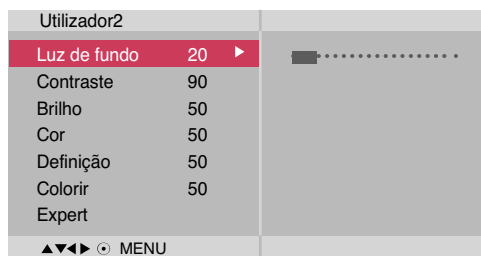 Utilizador2
Luz de fundo 20 ▶
Contraste 90
Brilho 50
Cor 50
Definição 50
Colorir 50
Expert
▲▼◀▶ ⊙ MENU